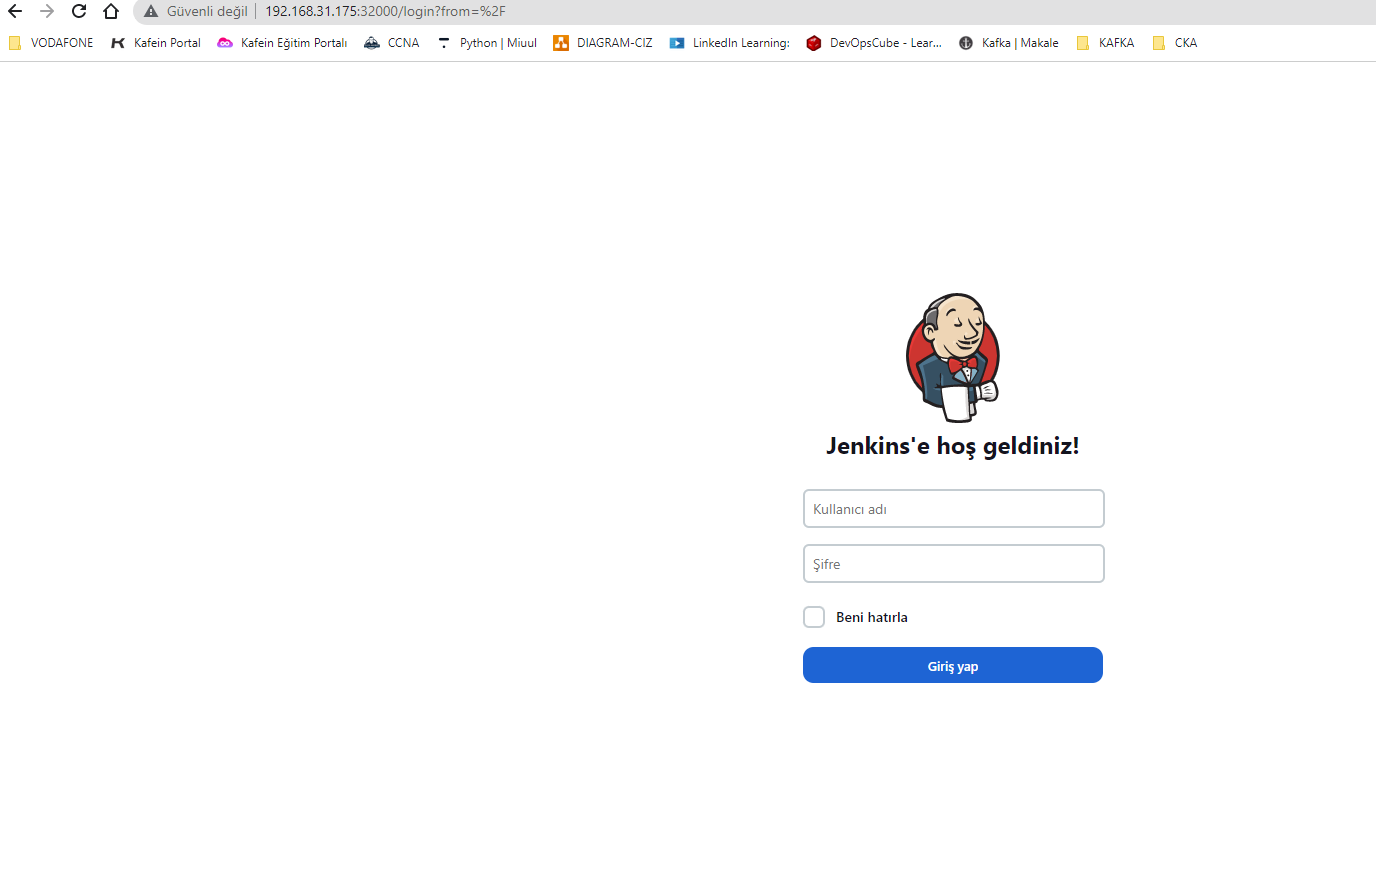 Güvenli değil 192.168.31.175:32000/login?from=%2F
VODAFONE Kafein Portal Kafein Eğitim Portalı CCNA Python | Miuul DIAGRAM-CIZ LinkedIn Learning: DevOpsCube - Lear... Kafka | Makale KAFKA CKA
Jenkins'e hoş geldiniz!
Kullanıcı adı
Şifre
Beni hatırla
Giriş yap